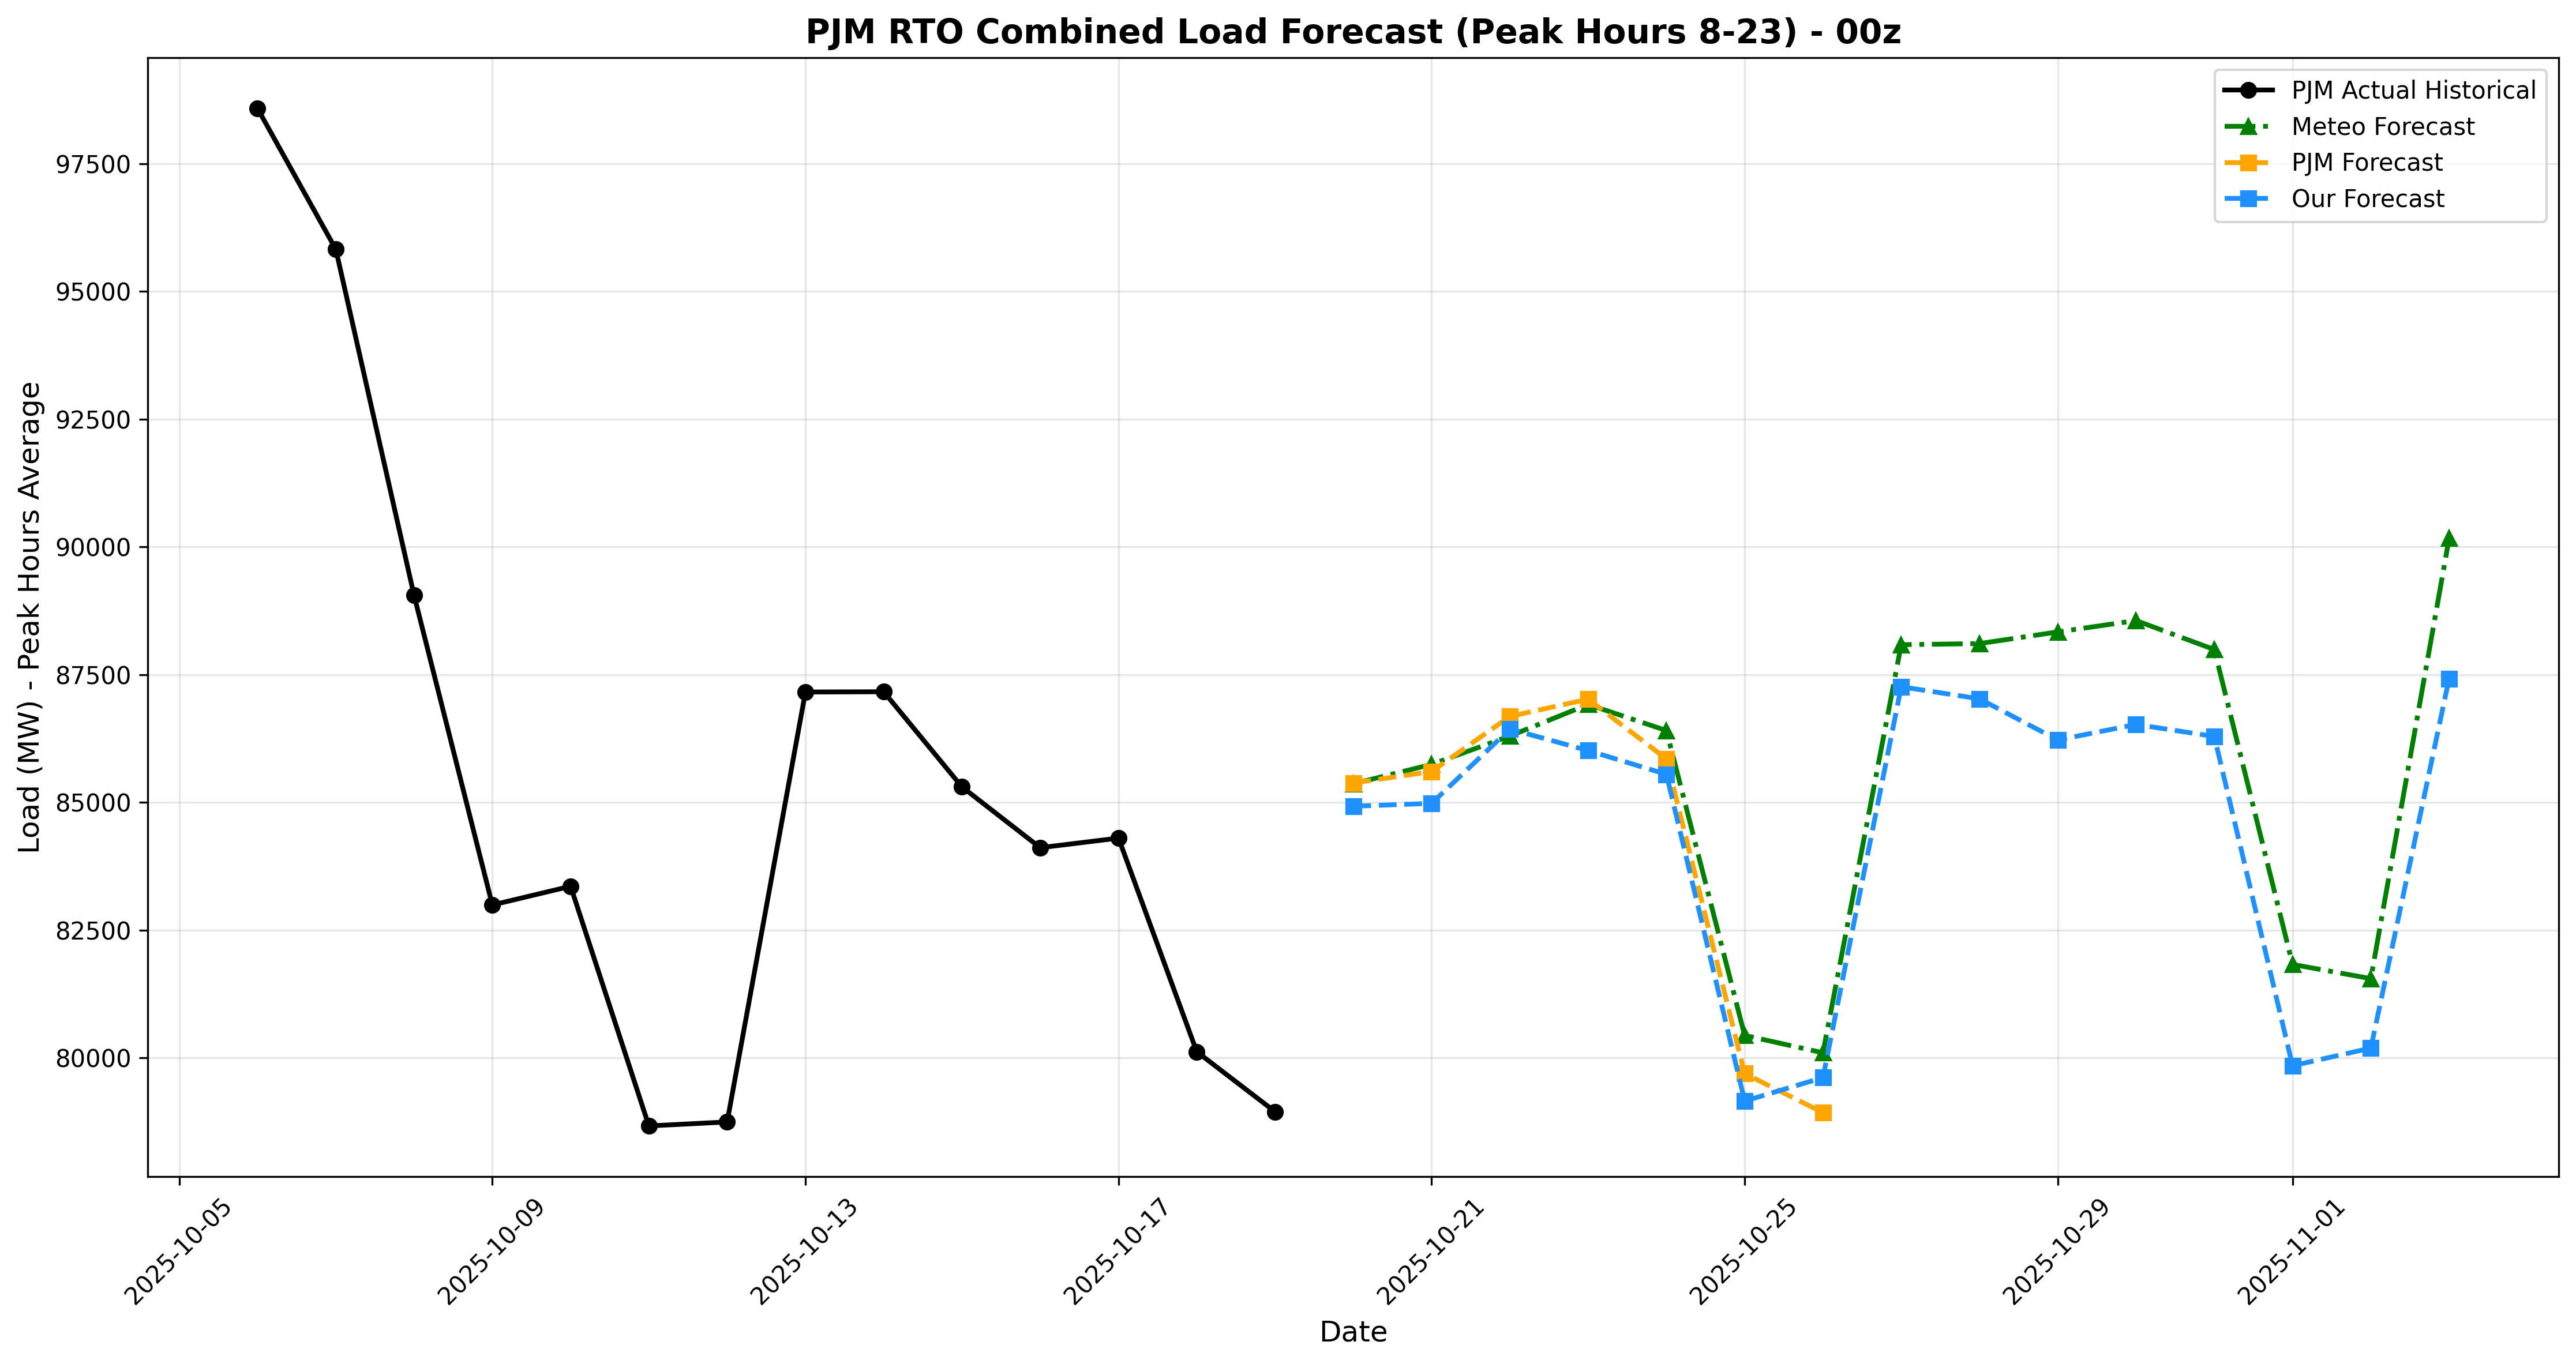 PJM RTO Combined Load Forecast (Peak Hours 8-23) - 00z
PJM Actual Historical
Meteo Forecast
PJM Forecast
Our Forecast
Load (MW) - Peak Hours Average
97500
95000
92500
90000
87500
85000
82500
80000
2025-10-05
2025-10-09
2025-10-13
2025-10-17
2025-10-21
2025-10-25
2025-10-29
2025-11-01
Date